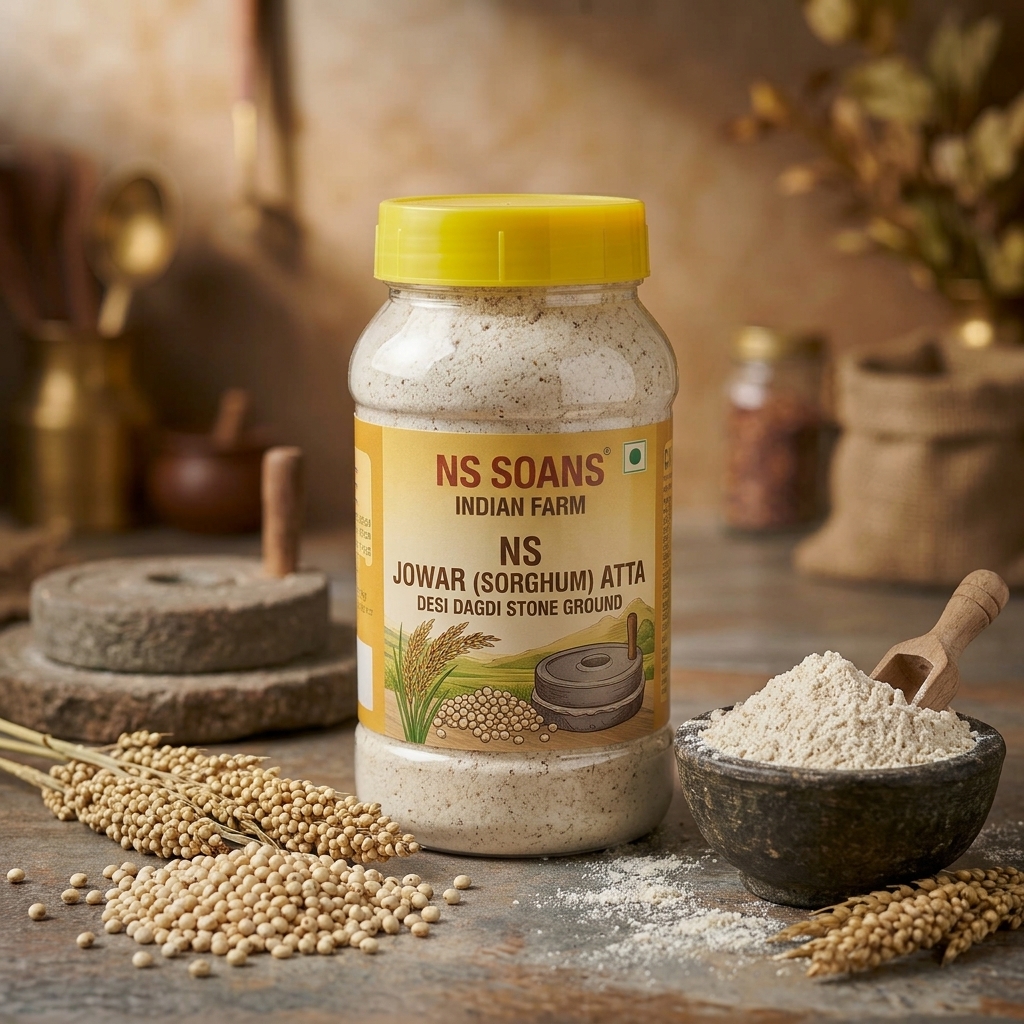 NS SOANS®
INDIAN FARM
NS
JOWAR (SORGHUM) ATTA
DESI DAGDI STONE GROUND